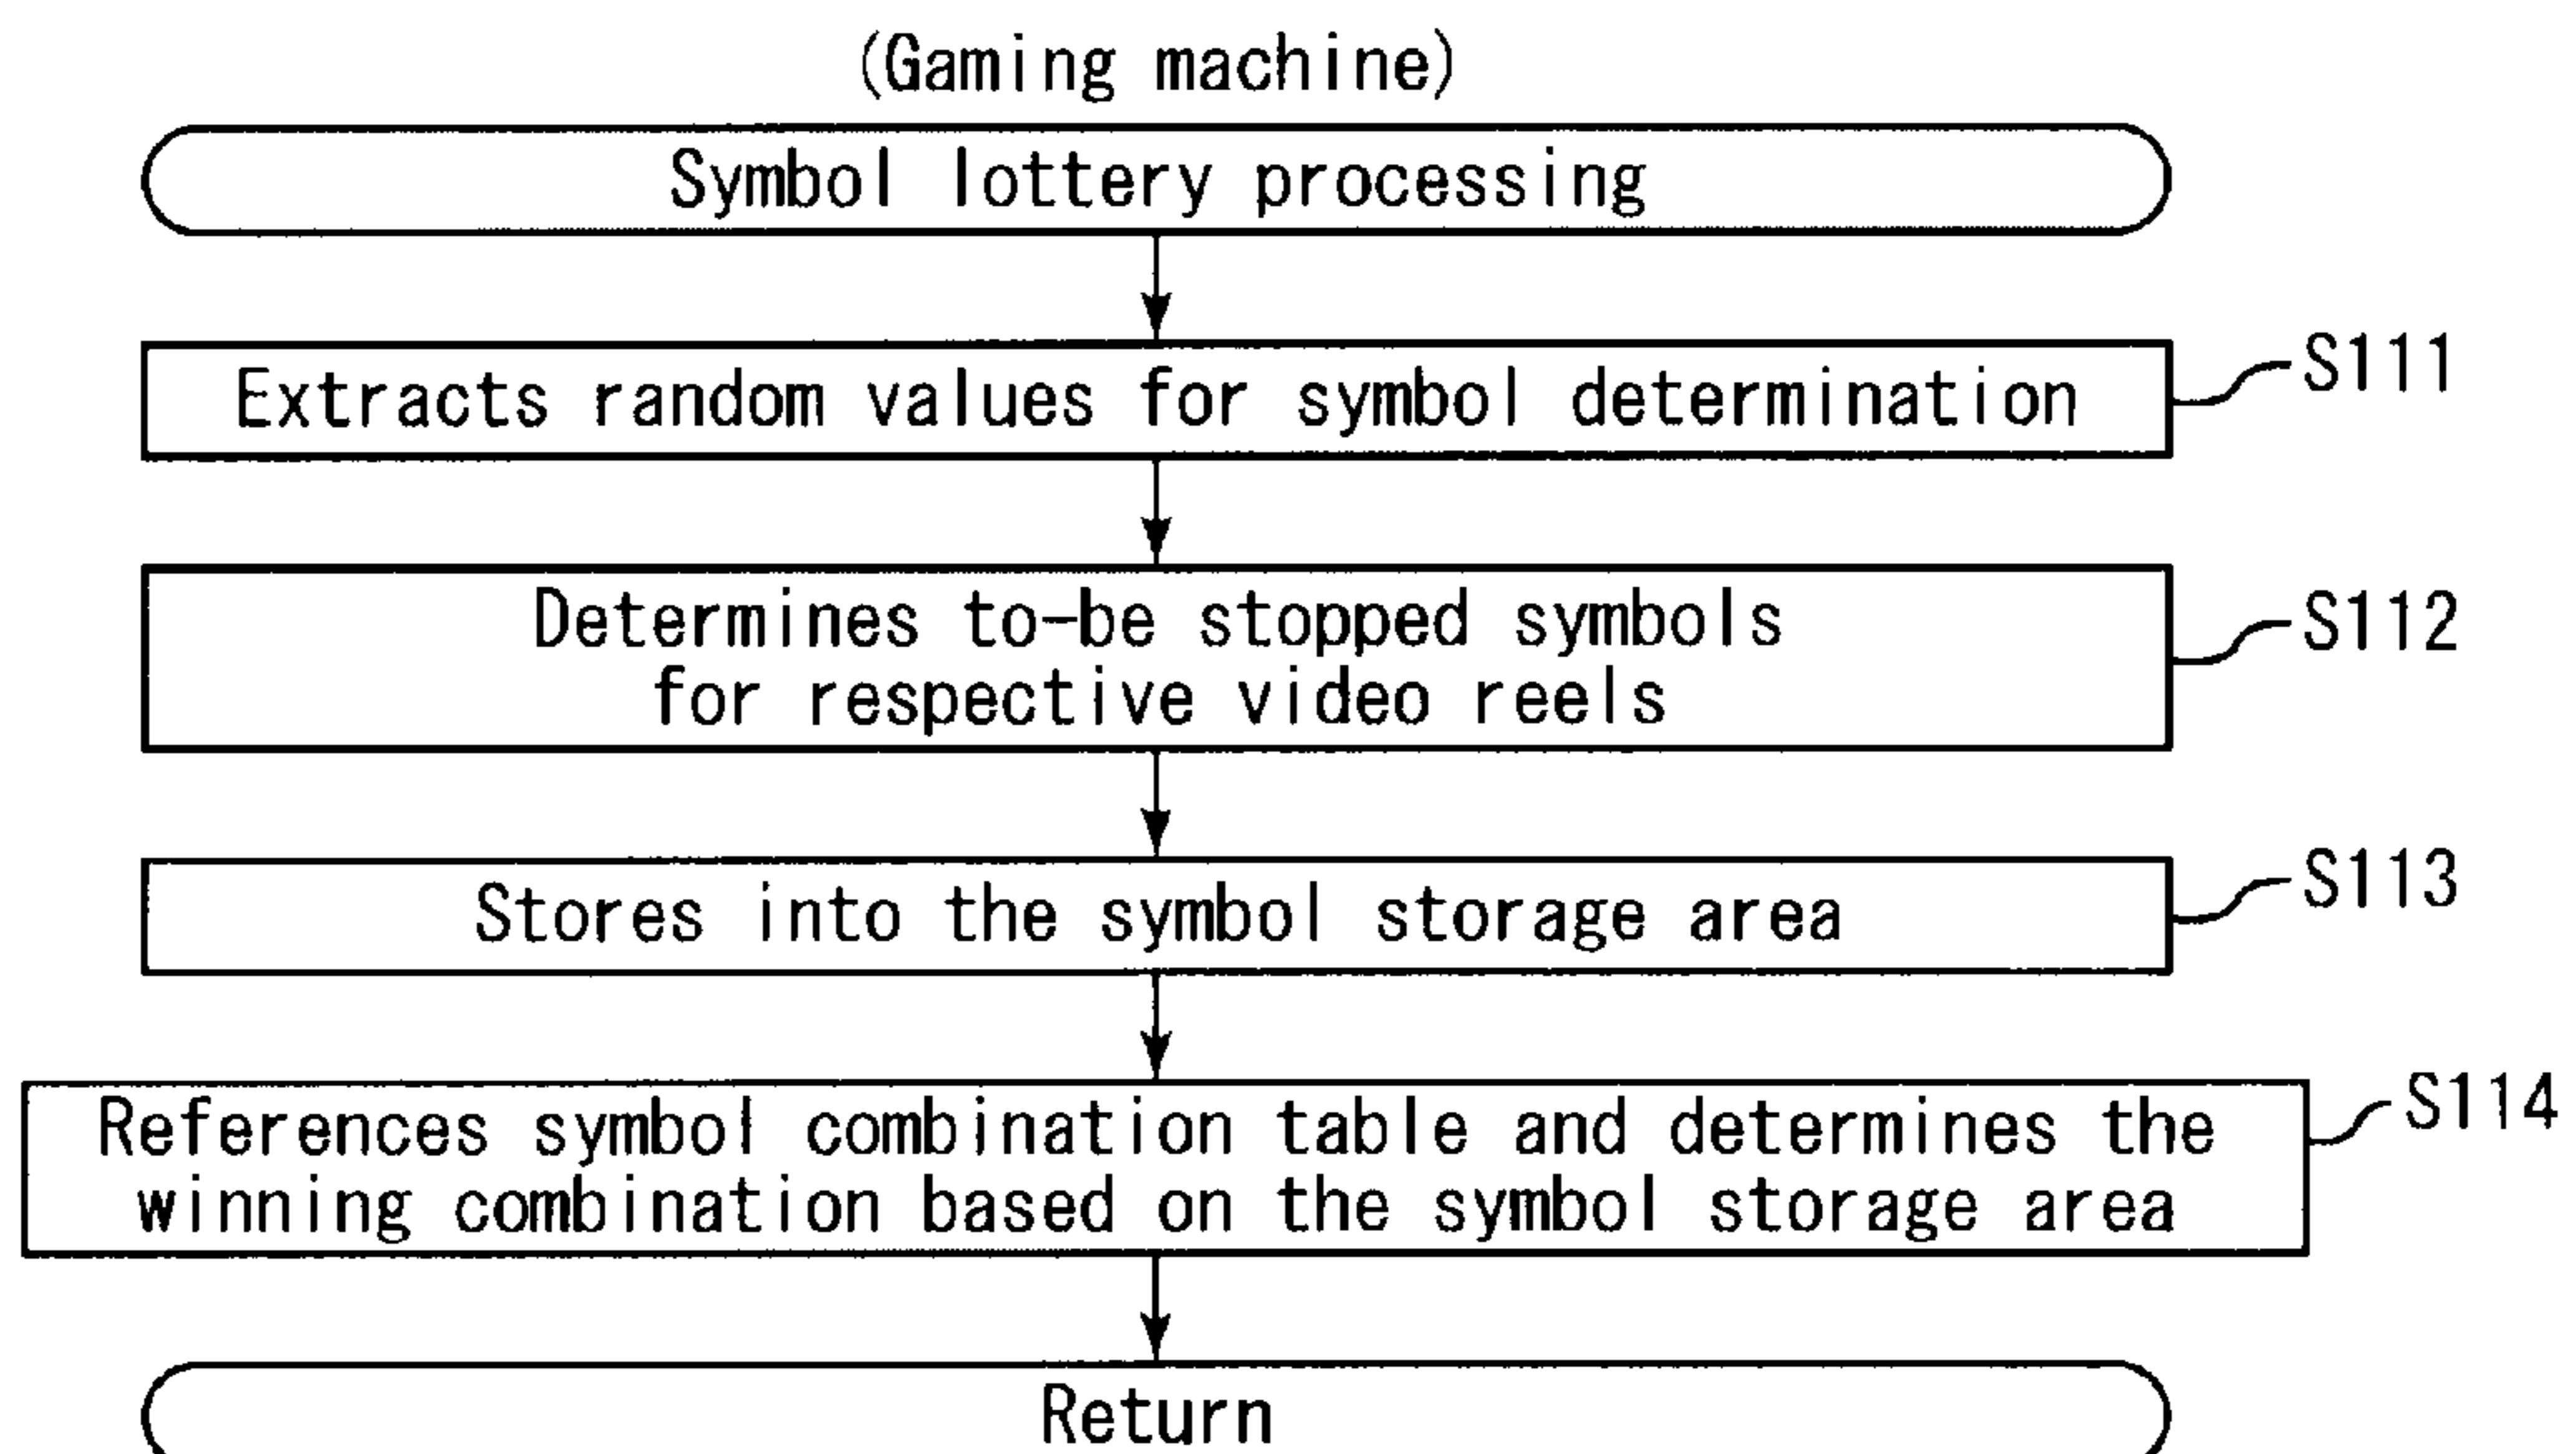 (Gaming machine)
Symbol lottery processing
Extracts random values for symbol determination
S111
Determines to-be stopped symbols
for respective video reels
S112
Stores into the symbol storage area
S113
References symbol combination table and determines the
winning combination based on the symbol storage area
S114
Return